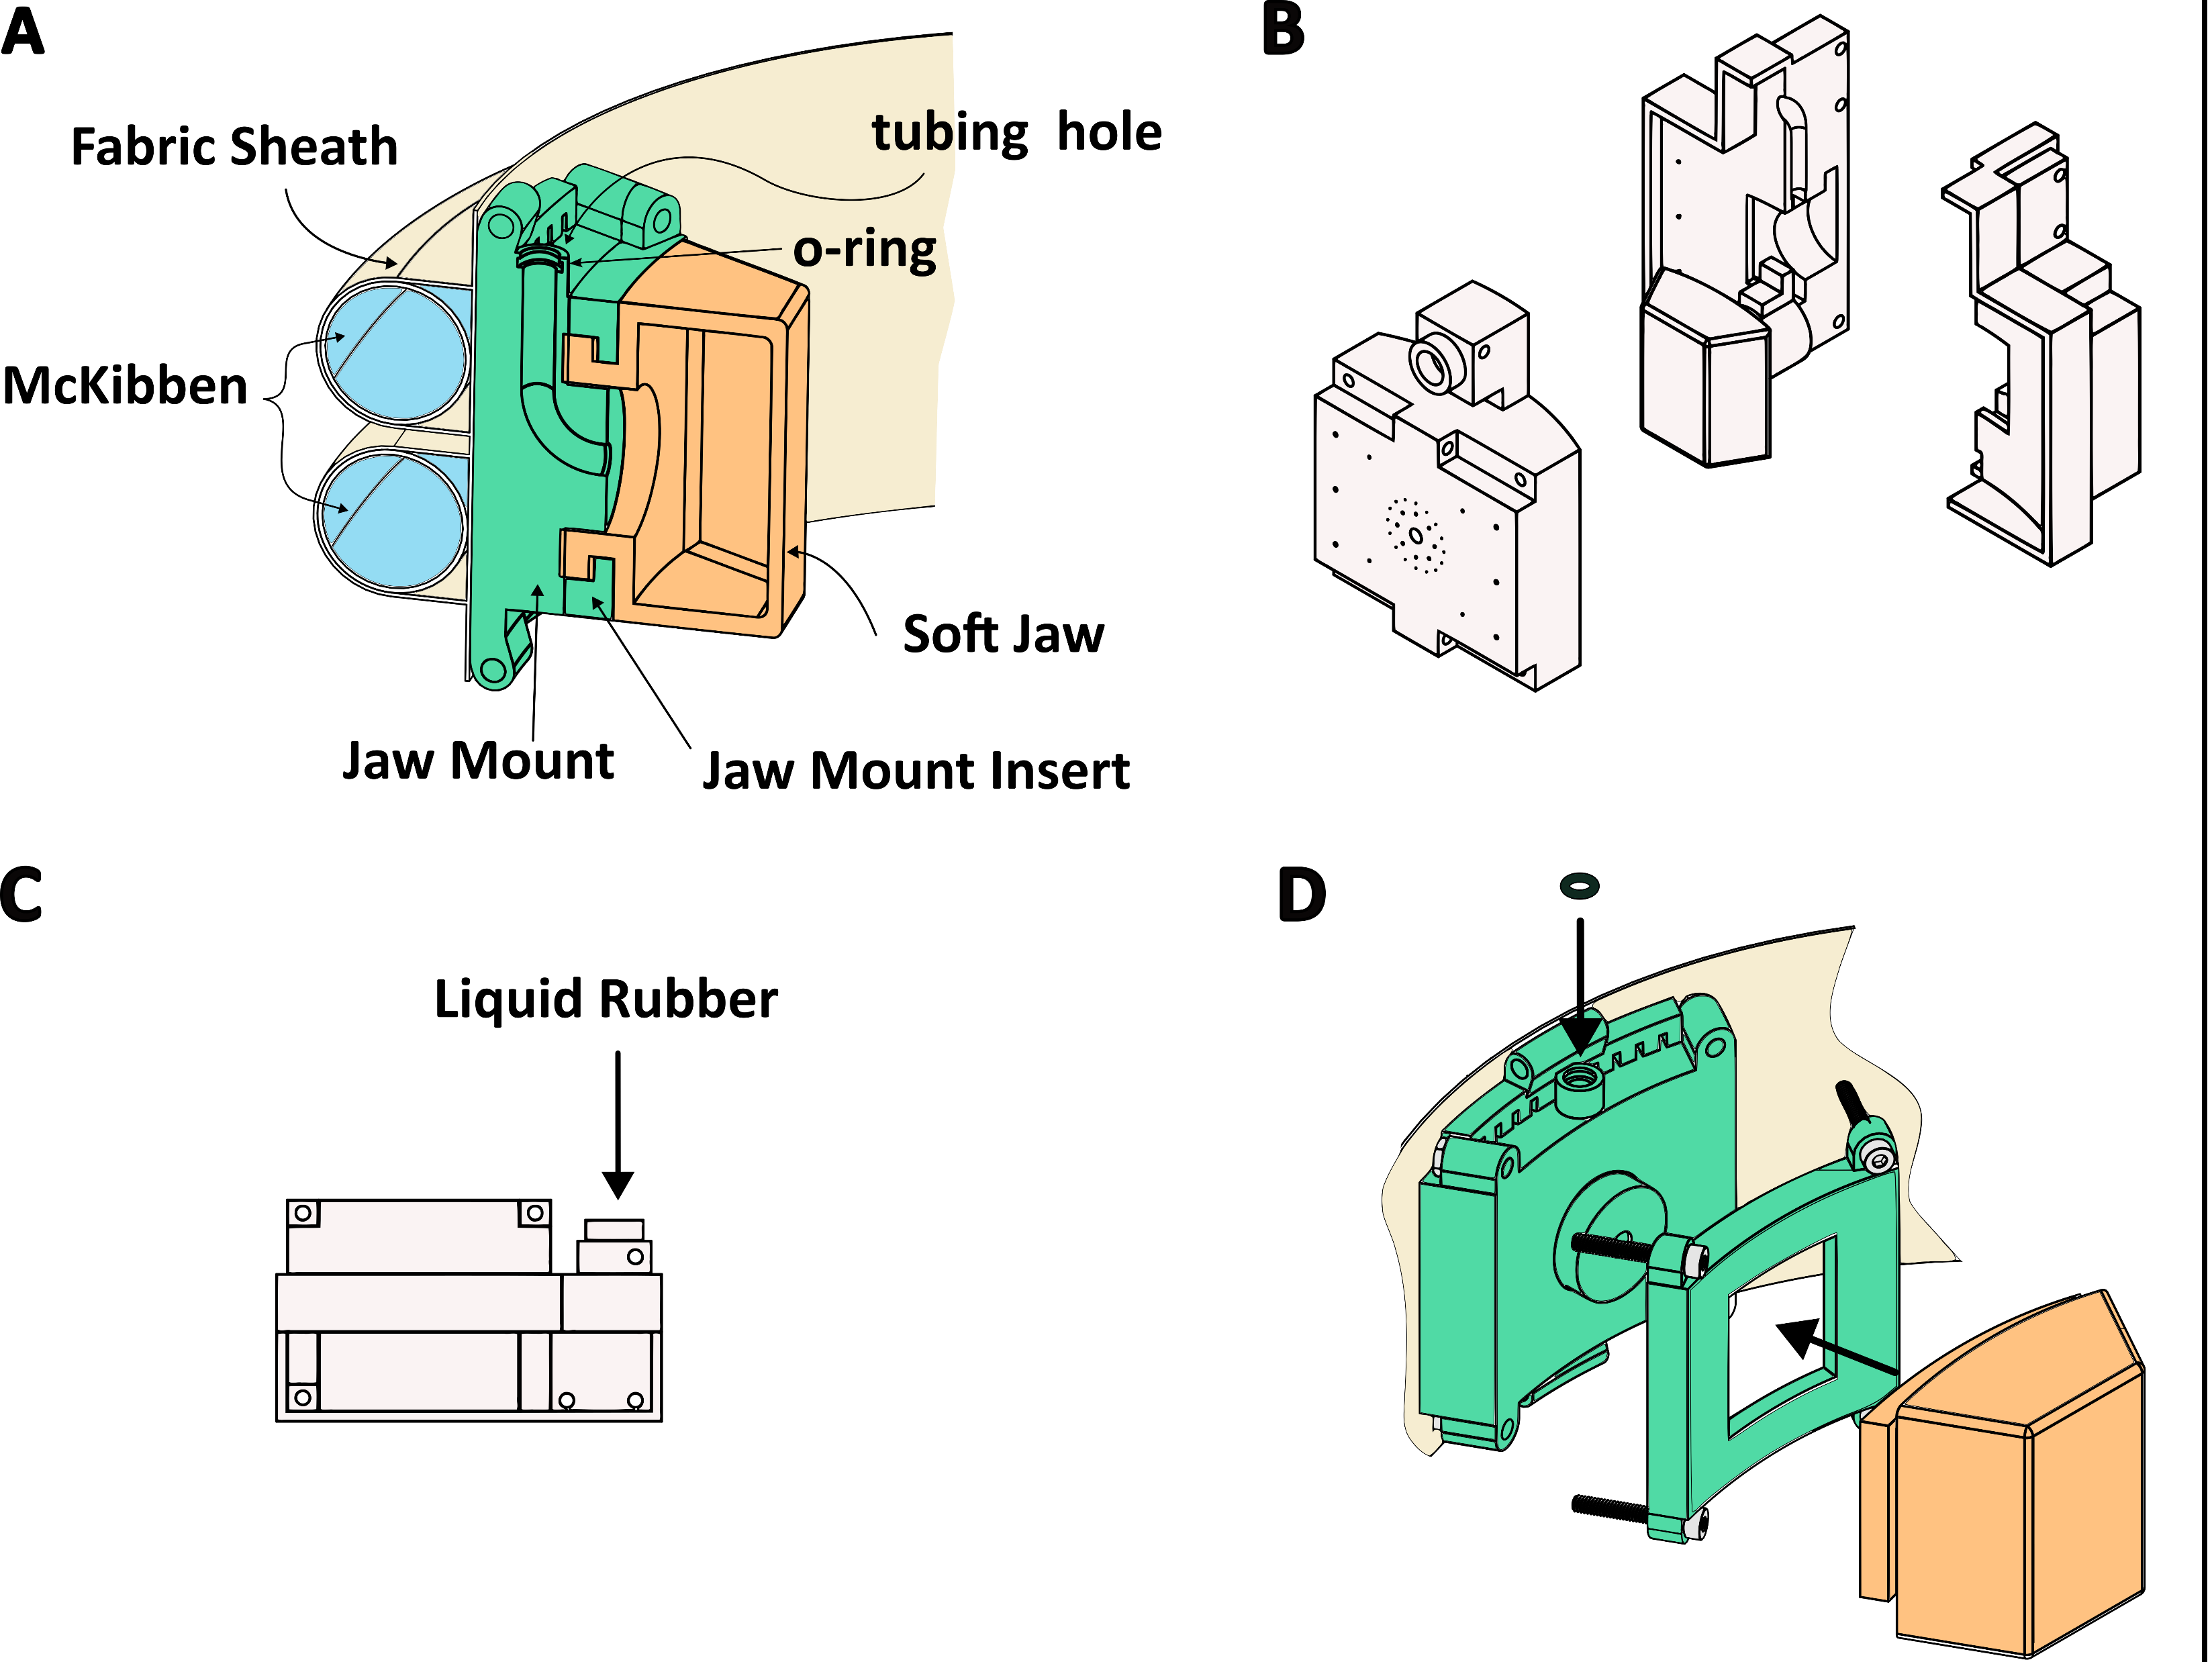 A
B
Fabric Sheath
tubing hole
o-ring
McKibben
Soft Jaw
Jaw Mount
Jaw Mount Insert
C
D
Liquid Rubber